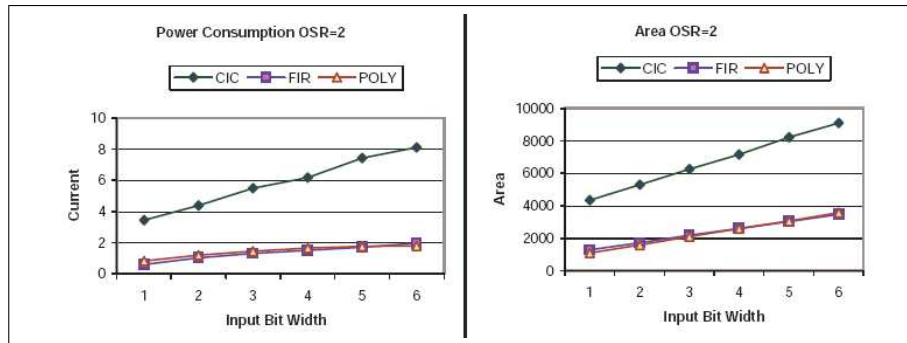 Power Consumption OSR=2
CIC FIR POLY
10
8
6
4
2
0
Current
1 2 3 4 5 6
Input Bit Width
Area OSR=2
CIC FIR POLY
10000
8000
6000
4000
2000
0
Area
1 2 3 4 5 6
Input Bit Width